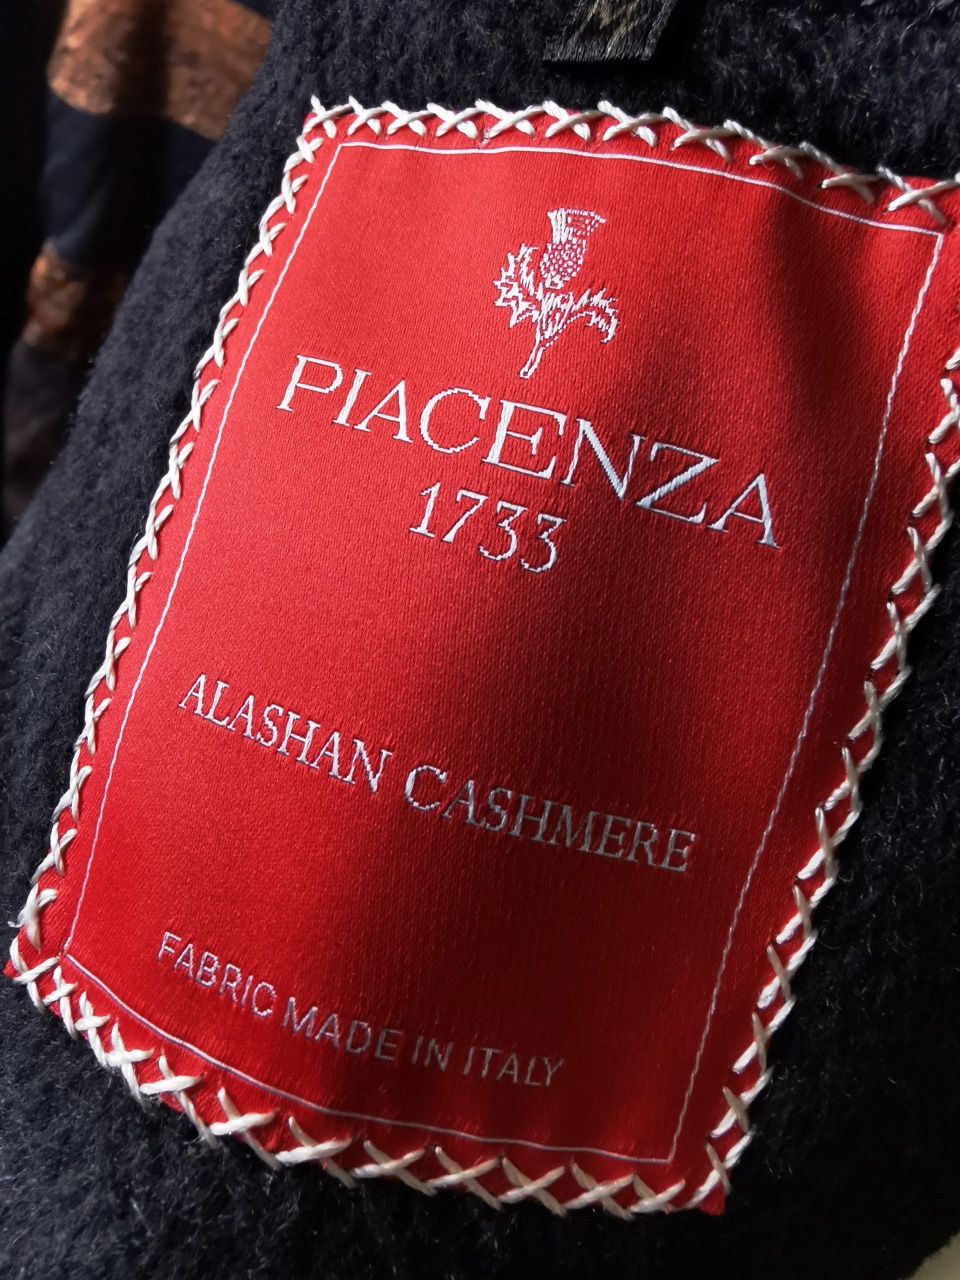 PIACENZA
1733
ALASHAN CASHMERE
FABRIC MADE IN ITALY